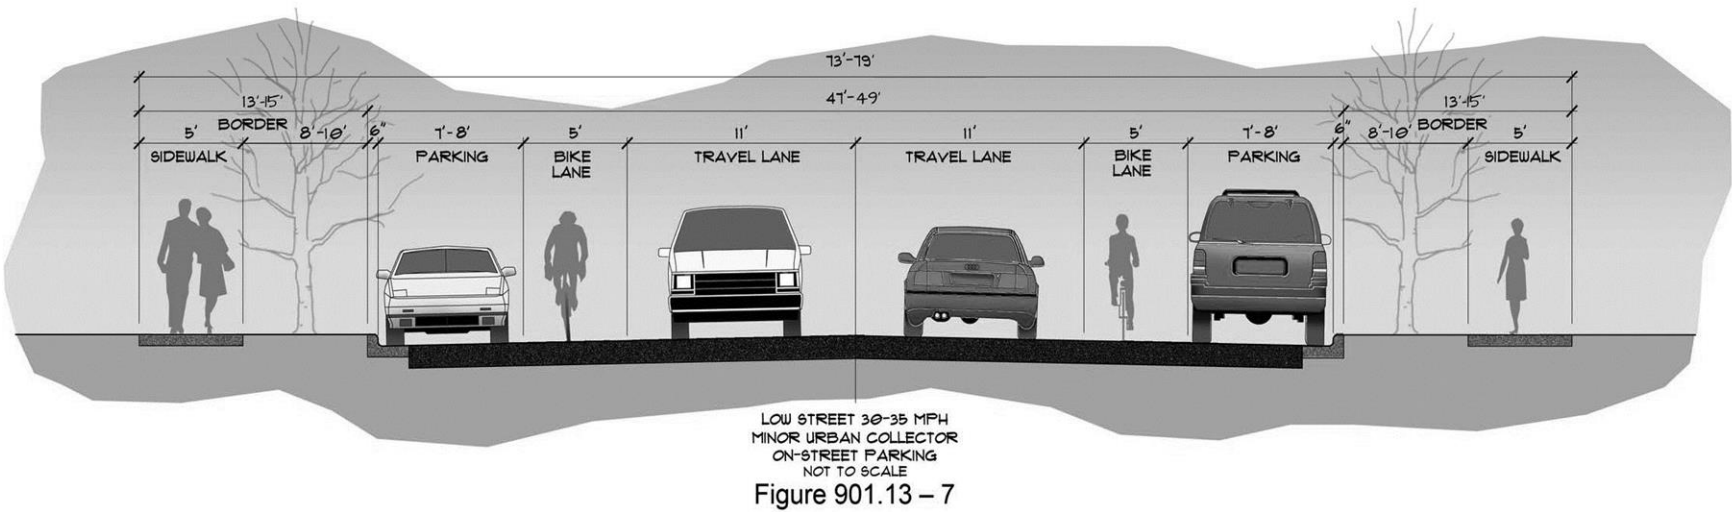 73'-79'
13'-15' 47'-49' 13'-15'
BORDER BORDER
5' 8'-10' 6" 7'-8' 5' 11' 11' 5' 7'-8' 6" 8'-10' 5'
SIDEWALK PARKING BIKE TRAVEL LANE TRAVEL LANE BIKE PARKING SIDEWALK
LANE LANE
LOW STREET 30-35 MPH
MINOR URBAN COLLECTOR
ON-STREET PARKING
NOT TO SCALE
Figure 901.13 – 7